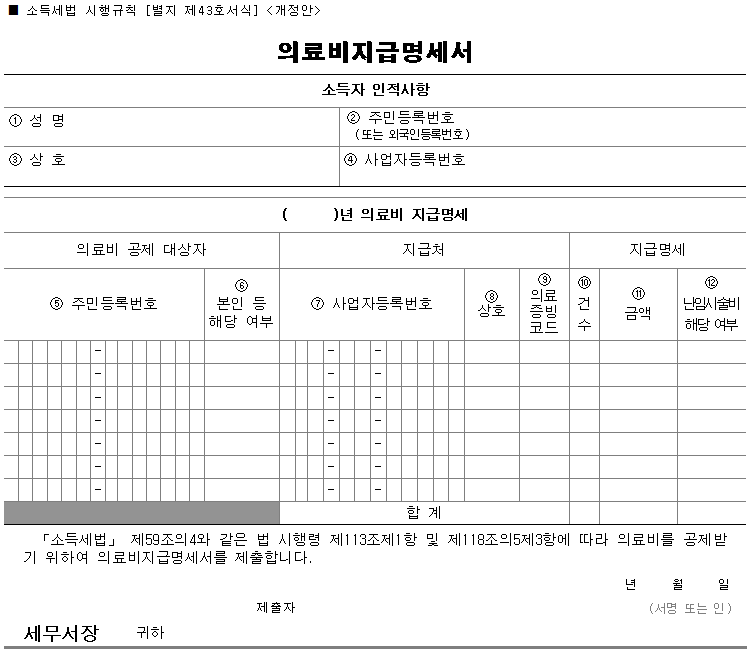 ■ 소득세법 시행규칙 [별지 제43호서식] <개정안>
의료비지급명세서
소득자 인적사항
① 성 명
② 주민등록번호
(또는 외국인등록번호)
③ 상 호
④ 사업자등록번호
( )년 의료비 지급명세
의료비 공제 대상자
지급처
지급명세
⑤ 주민등록번호
⑥
본인 등
해당 여부
⑦ 사업자등록번호
⑧
상호
⑨
의료
증빙
코드
⑩
건
수
⑪
금액
⑫
난임시술비
해당 여부
- - -
- - -
- - -
- - -
- - -
- - -
- - -
합 계
「소득세법」 제59조의4와 같은 법 시행령 제113조제1항 및 제118조의5제3항에 따라 의료비를 공제받
기 위하여 의료비지급명세서를 제출합니다.
년 월 일
제출자 (서명 또는 인)
세무서장 귀하